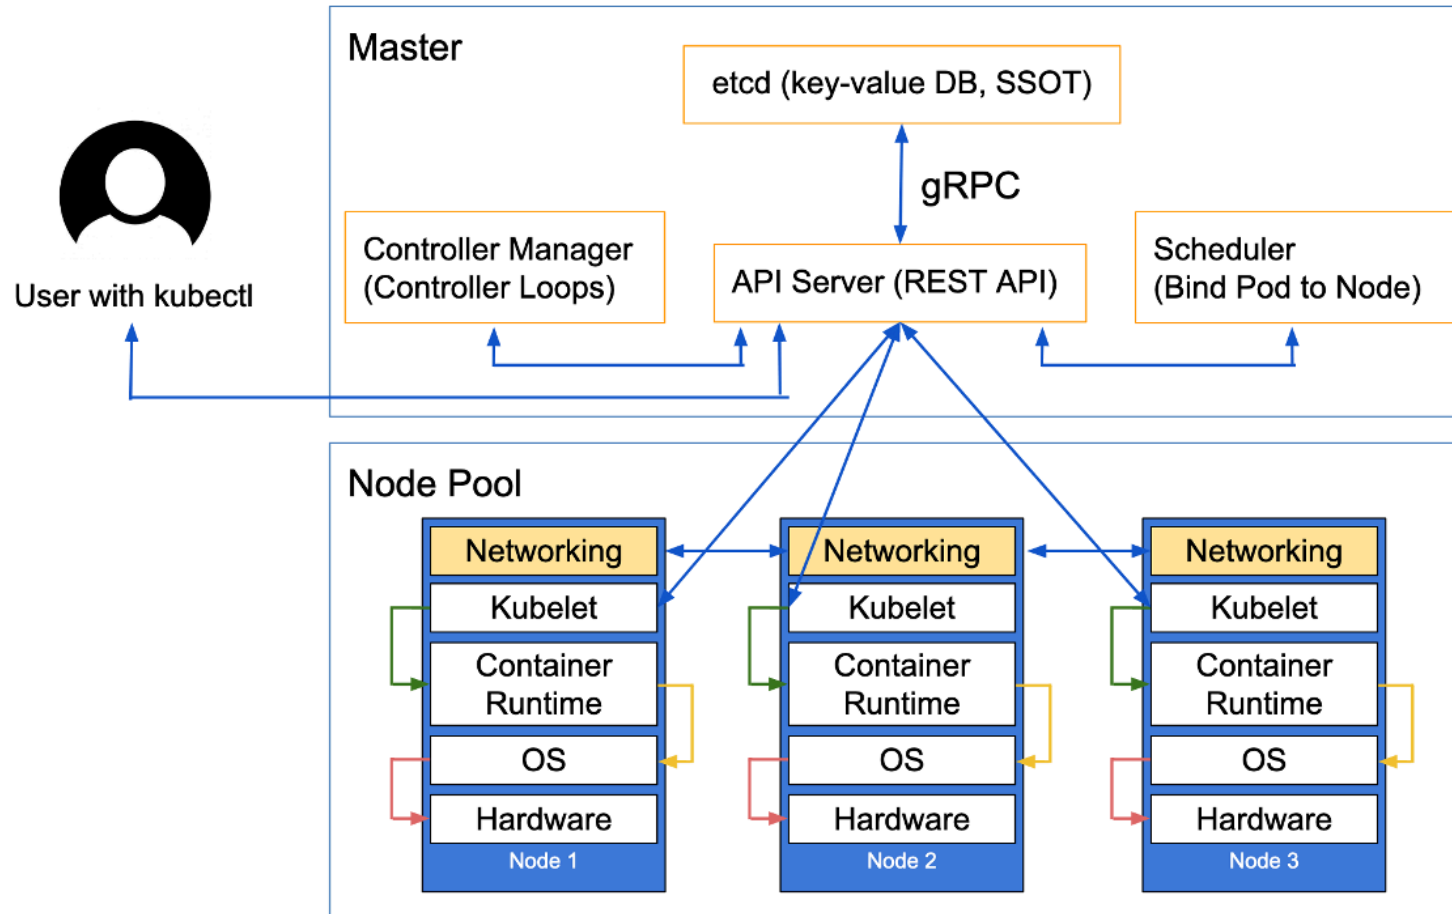 Master
etcd (key-value DB, SSOT)
gRPC
User with kubectl
Controller Manager
(Controller Loops)
API Server (REST API)
Scheduler
(Bind Pod to Node)
Node Pool
Networking
Kubelet
Container
Runtime
OS
Hardware
Node 1
Networking
Kubelet
Container
Runtime
OS
Hardware
Node 2
Networking
Kubelet
Container
Runtime
OS
Hardware
Node 3